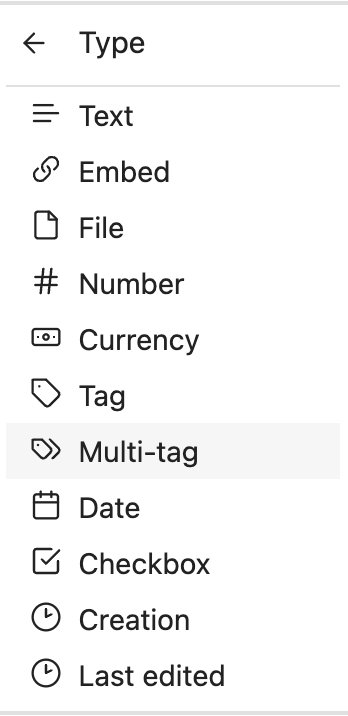 Type
Text
Embed
File
Number
Currency
Tag
Multi-tag
Date
Checkbox
Creation
Last edited